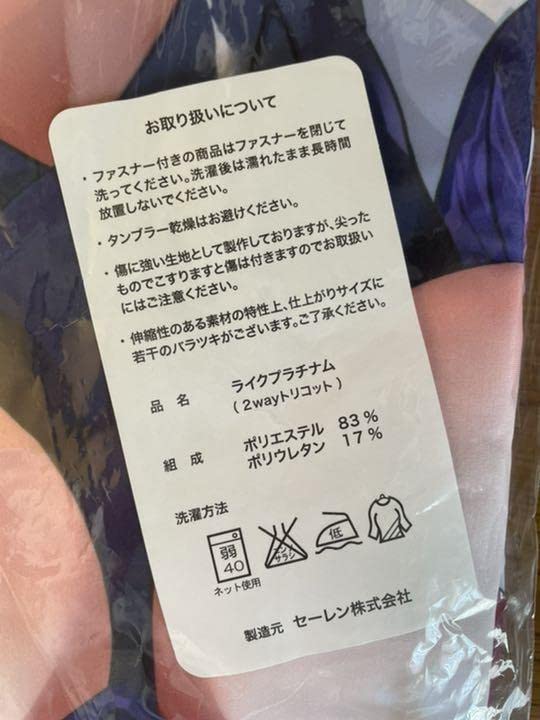 お取り扱いについて
・ファスナー付きの商品はファスナーを閉じて
洗ってください。洗濯後は濡れたまま長時間
放置しないでください。
・タンブラー乾燥はお避けください。
・傷に強い生地として製作しておりますが、尖った
ものでこすりますと傷は付きますのでお取扱い
にはご注意ください。
・伸縮性のある素材の特性上、仕上がりサイズに
若干のバラツキがございます。ご了承ください。
品 名 ライクプラチナム
（2wayトリコット）
組 成 ポリエステル 83%
ポリウレタン 17%
洗濯方法
弱
40
エンソ
サラシ
低
ネット使用
製造元 セーレン株式会社